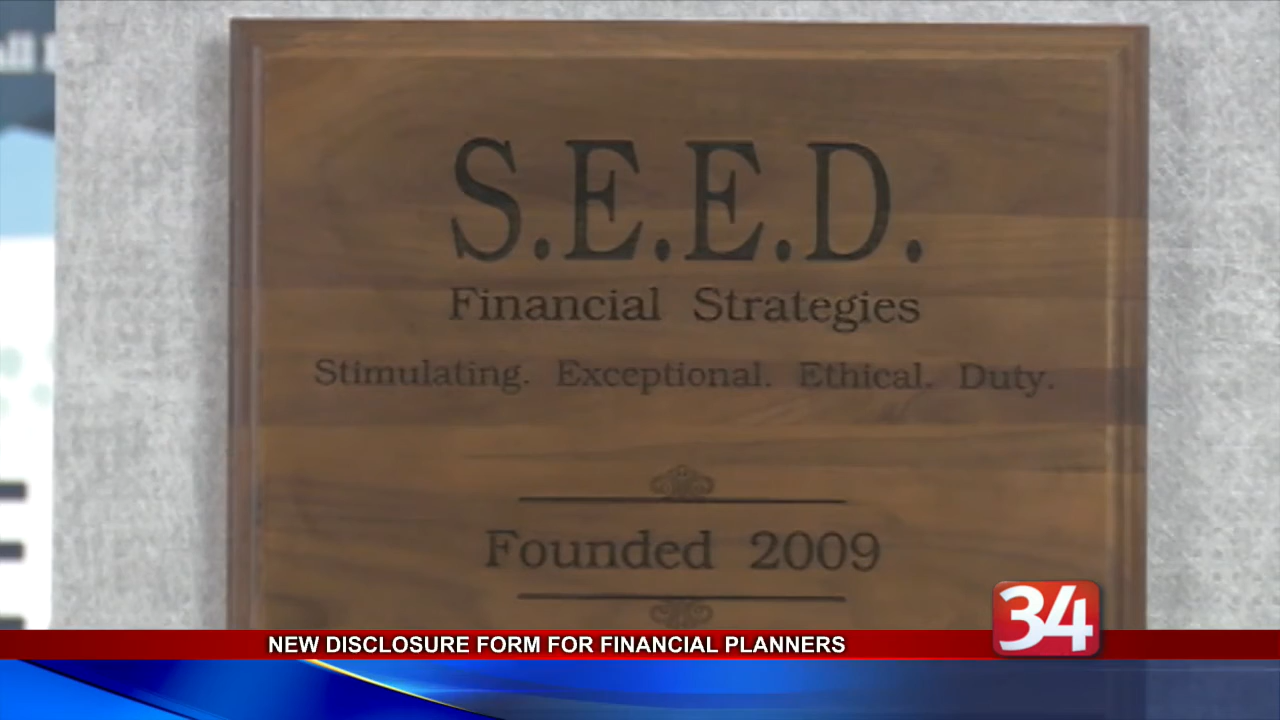 S.E.E.D.
Financial Strategies
Stimulating. Exceptional. Ethical. Duty.
Founded 2009
34
NEW DISCLOSURE FORM FOR FINANCIAL PLANNERS